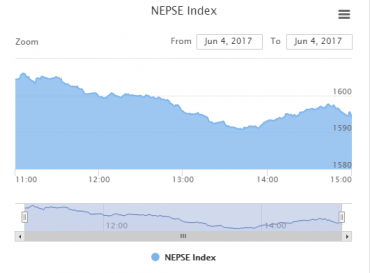 NEPSE Index
Zoom From Jun 4, 2017 To Jun 4, 2017
1600
1590
1580
11:00 12:00 13:00 14:00 15:00
12:00 14:00
NEPSE Index